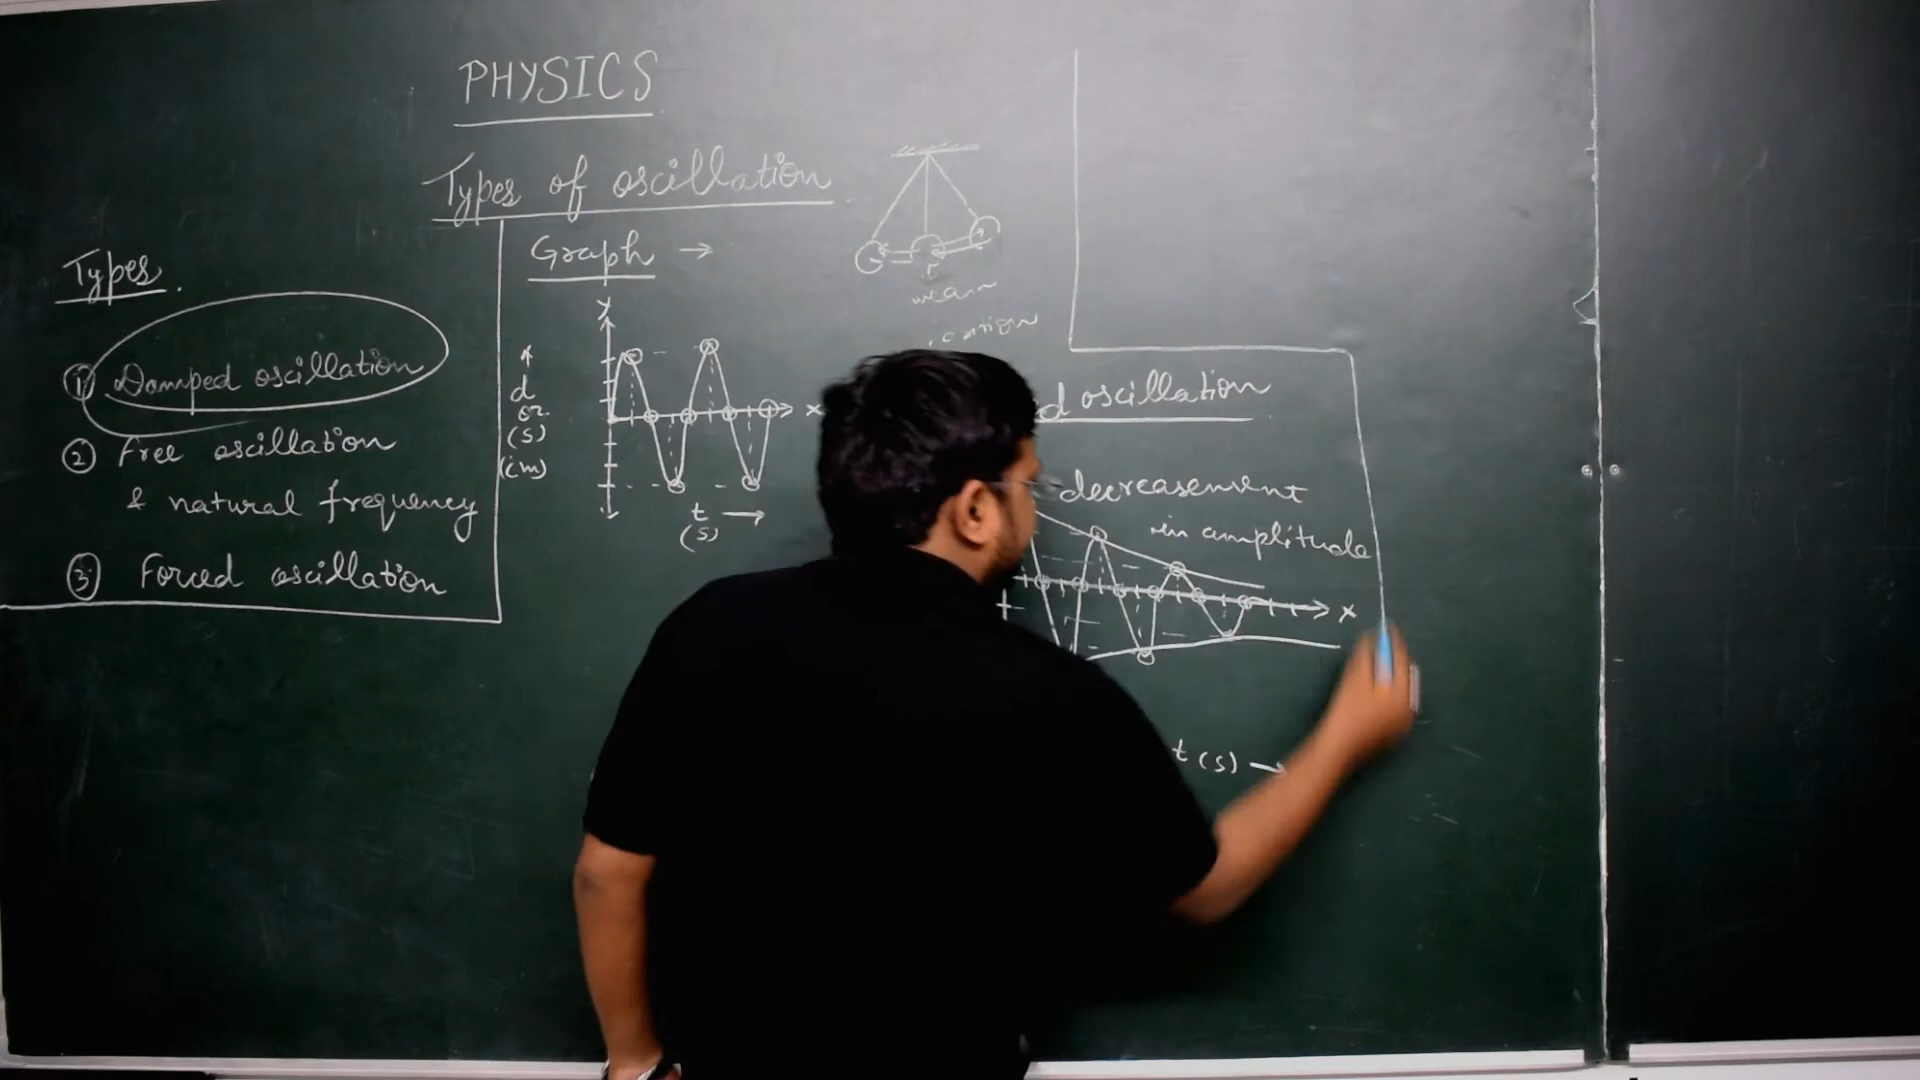 PHYSICS
Types of oscillation
Types
① Damped oscillation
② Free oscillation
& natural frequency
③ Forced oscillation
Graph →
Y
d
or
(s)
(cm)
x
t →
(s)
mean
oscillation
decreasement
in amplitude
x
t (s) →